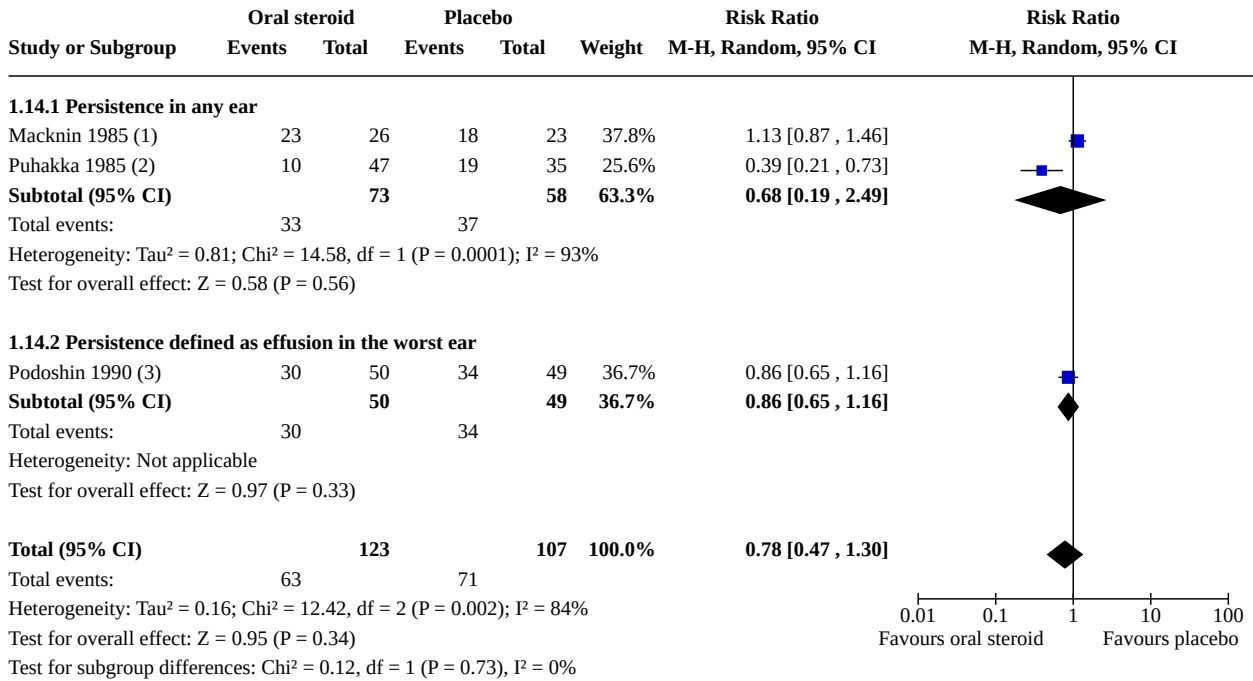 Oral steroid Placebo Risk Ratio Risk Ratio
Study or Subgroup Events Total Events Total Weight M-H, Random, 95% CI M-H, Random, 95% CI
1.14.1 Persistence in any ear
Macknin 1985 (1) 23 26 18 23 37.8% 1.13 [0.87 , 1.46]
Puhakka 1985 (2) 10 47 19 35 25.6% 0.39 [0.21 , 0.73]
Subtotal (95% CI) 73 58 63.3% 0.68 [0.19 , 2.49]
Total events: 33 37
Heterogeneity: Tau² = 0.81; Chi² = 14.58, df = 1 (P = 0.0001); I² = 93%
Test for overall effect: Z = 0.58 (P = 0.56)
1.14.2 Persistence defined as effusion in the worst ear
Podoshin 1990 (3) 30 50 34 49 36.7% 0.86 [0.65 , 1.16]
Subtotal (95% CI) 50 49 36.7% 0.86 [0.65 , 1.16]
Total events: 30 34
Heterogeneity: Not applicable
Test for overall effect: Z = 0.97 (P = 0.33)
Total (95% CI) 123 107 100.0% 0.78 [0.47 , 1.30]
Total events: 63 71
Heterogeneity: Tau² = 0.16; Chi² = 12.42, df = 2 (P = 0.002); I² = 84%
0.01 0.1 1 10 100
Test for overall effect: Z = 0.95 (P = 0.34) Favours oral steroid Favours placebo
Test for subgroup differences: Chi² = 0.12, df = 1 (P = 0.73), I² = 0%